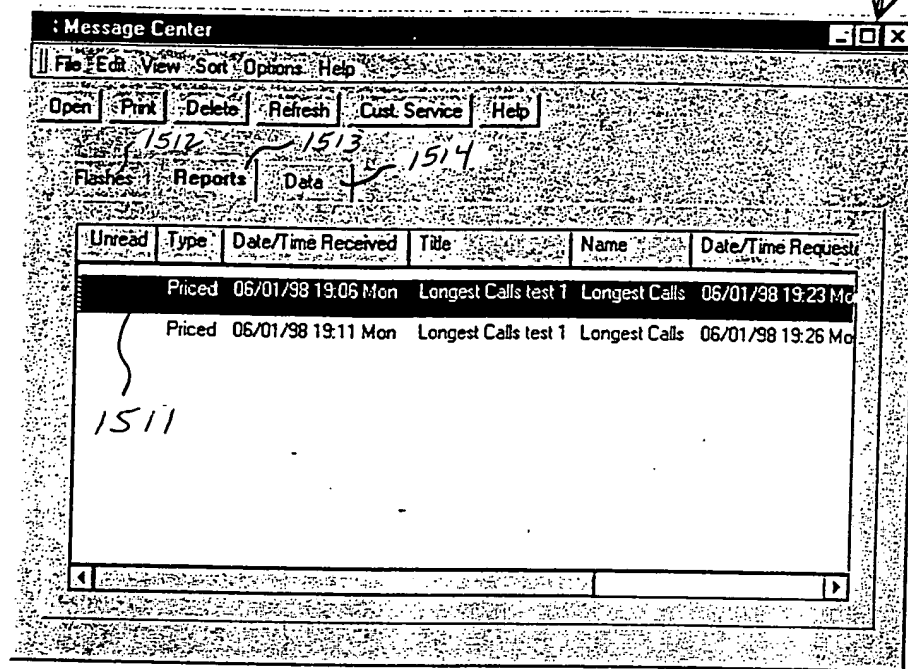 : Message Center
File Edit View Sort Options Help
Open Print Delete Refresh Cust. Service Help
1512 1513 1514
Flashes Reports Data
Unread Type Date/Time Received Title Name Date/Time Requeste
Priced 06/01/98 19:06 Mon Longest Calls test 1 Longest Calls 06/01/98 19:23 Mo
Priced 06/01/98 19:11 Mon Longest Calls test 1 Longest Calls 06/01/98 19:26 Mo
1511